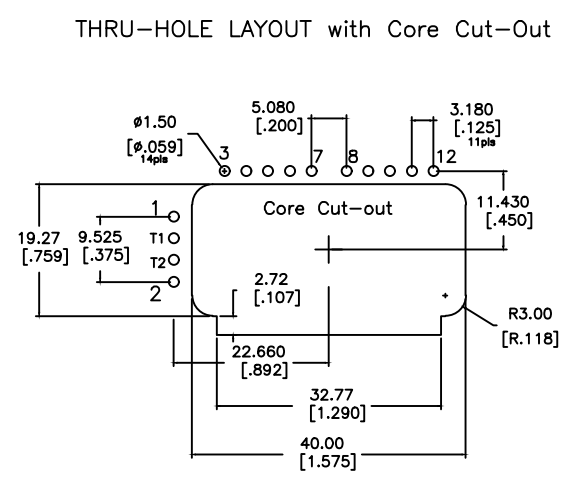 THRU-HOLE LAYOUT with Core Cut-Out
5.080
[.200]
3.180
[.125]
11pls
ø1.50
[ø.059]
14pls
3
7
8
12
1
T1
T2
2
Core Cut-out
11.430
[.450]
19.27
[.759]
9.525
[.375]
2.72
[.107]
R3.00
[R.118]
22.660
[.892]
32.77
[1.290]
40.00
[1.575]